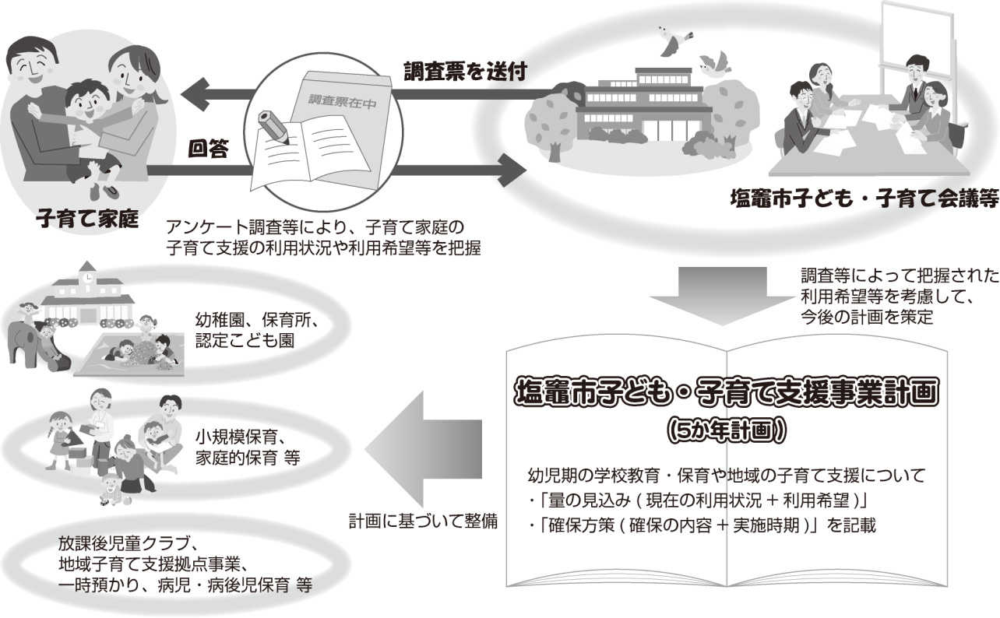 調査票を送付
調査票在中
回答
子育て家庭
塩竈市子ども・子育て会議等
アンケート調査等により、子育て家庭の
子育て支援の利用状況や利用希望等を把握
調査等によって把握された
利用希望等を考慮して、
今後の計画を策定
塩竈市子ども・子育て支援事業計画
(5か年計画)
幼児期の学校教育・保育や地域の子育て支援について
・「量の見込み(現在の利用状況+利用希望)」
・「確保方策(確保の内容+実施時期)」を記載
計画に基づいて整備
幼稚園、保育所、
認定こども園
小規模保育、
家庭的保育 等
放課後児童クラブ、
地域子育て支援拠点事業、
一時預かり、病児・病後児保育 等